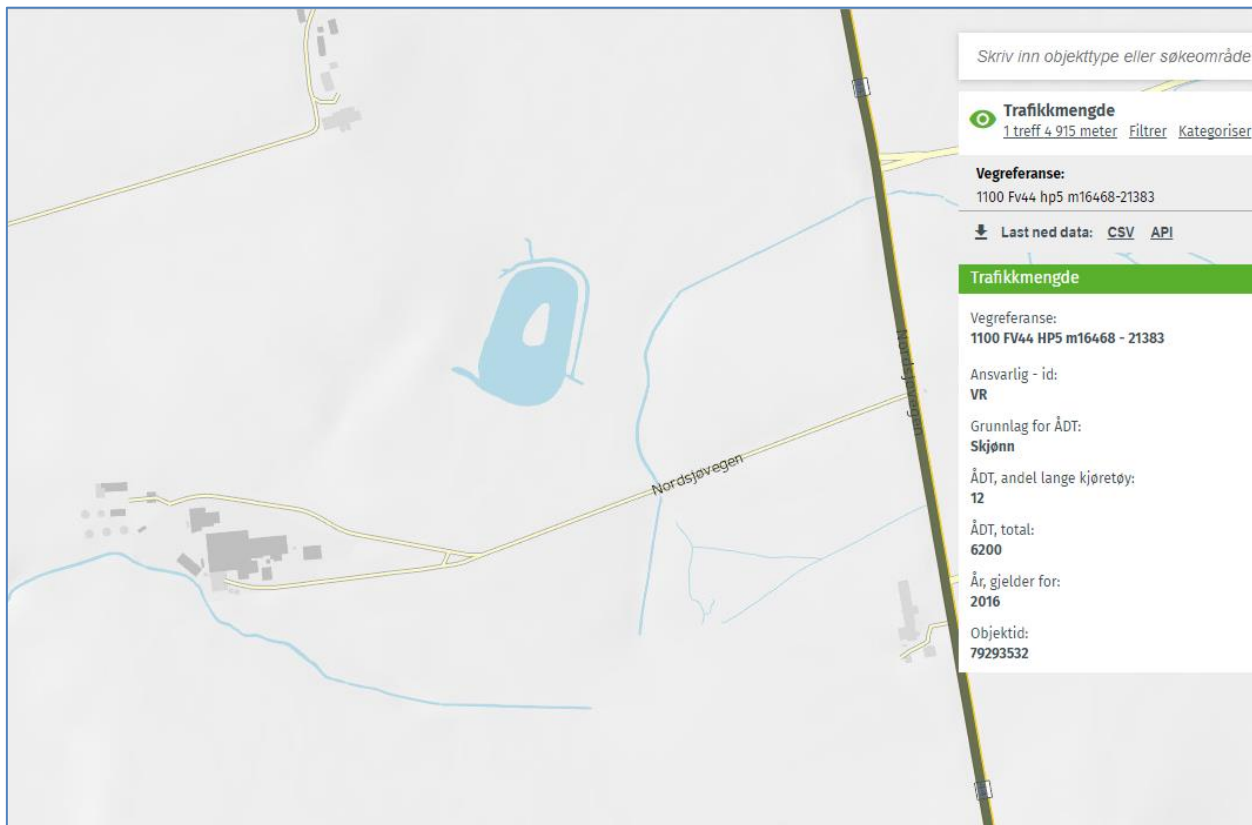 Skriv inn objekttype eller søkeområde
Trafikkmengde
1 treff 4 915 meter Filtrer Kategoriser
Vegreferanse:
1100 Fv44 hp5 m16468-21383
Last ned data: CSV API
Trafikkmengde
Vegreferanse:
1100 FV44 HP5 m16468 - 21383
Ansvarlig - id:
VR
Grunnlag for ÅDT:
Skjønn
ÅDT, andel lange kjøretøy:
12
ÅDT, total:
6200
År, gjelder for:
2016
Objektid:
79293532
Nordsjøvegen
Nordsjøvegen